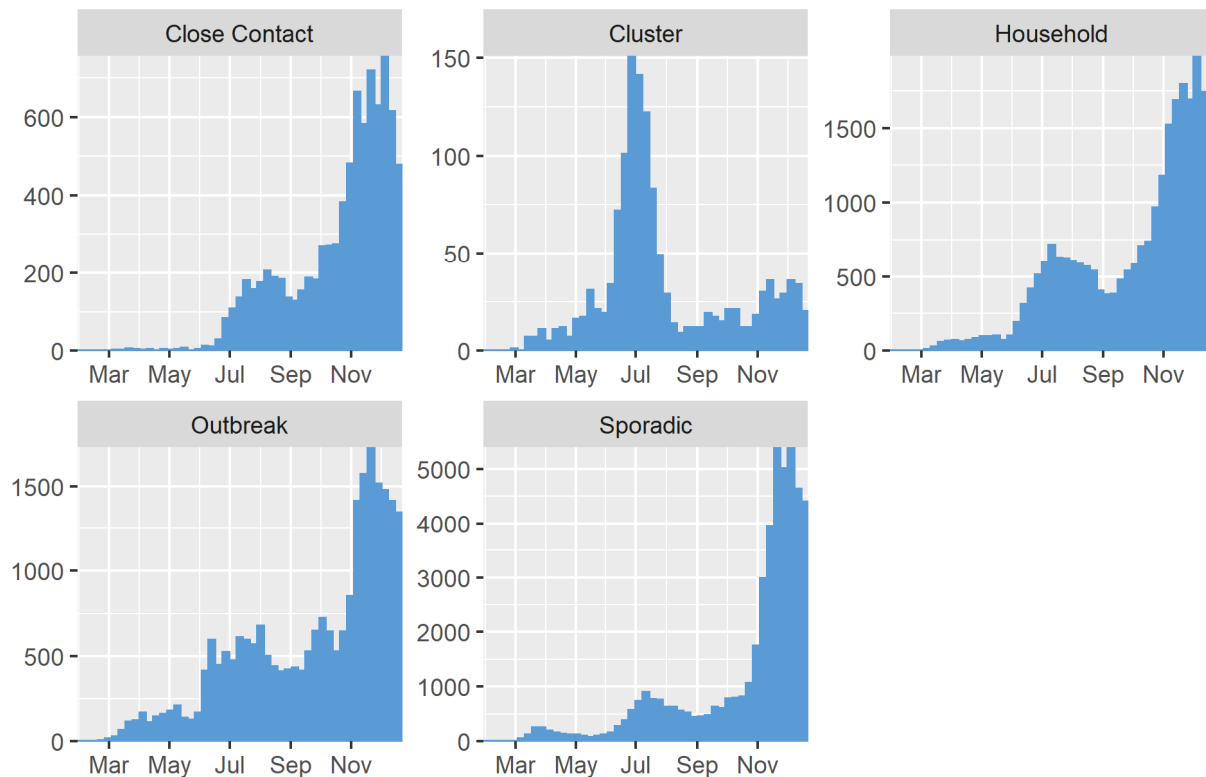 Close Contact
600
400
200
0
Mar May Jul Sep Nov
Cluster
150
100
50
0
Mar May Jul Sep Nov
Household
1500
1000
500
0
Mar May Jul Sep Nov
Outbreak
1500
1000
500
0
Mar May Jul Sep Nov
Sporadic
5000
4000
3000
2000
1000
0
Mar May Jul Sep Nov